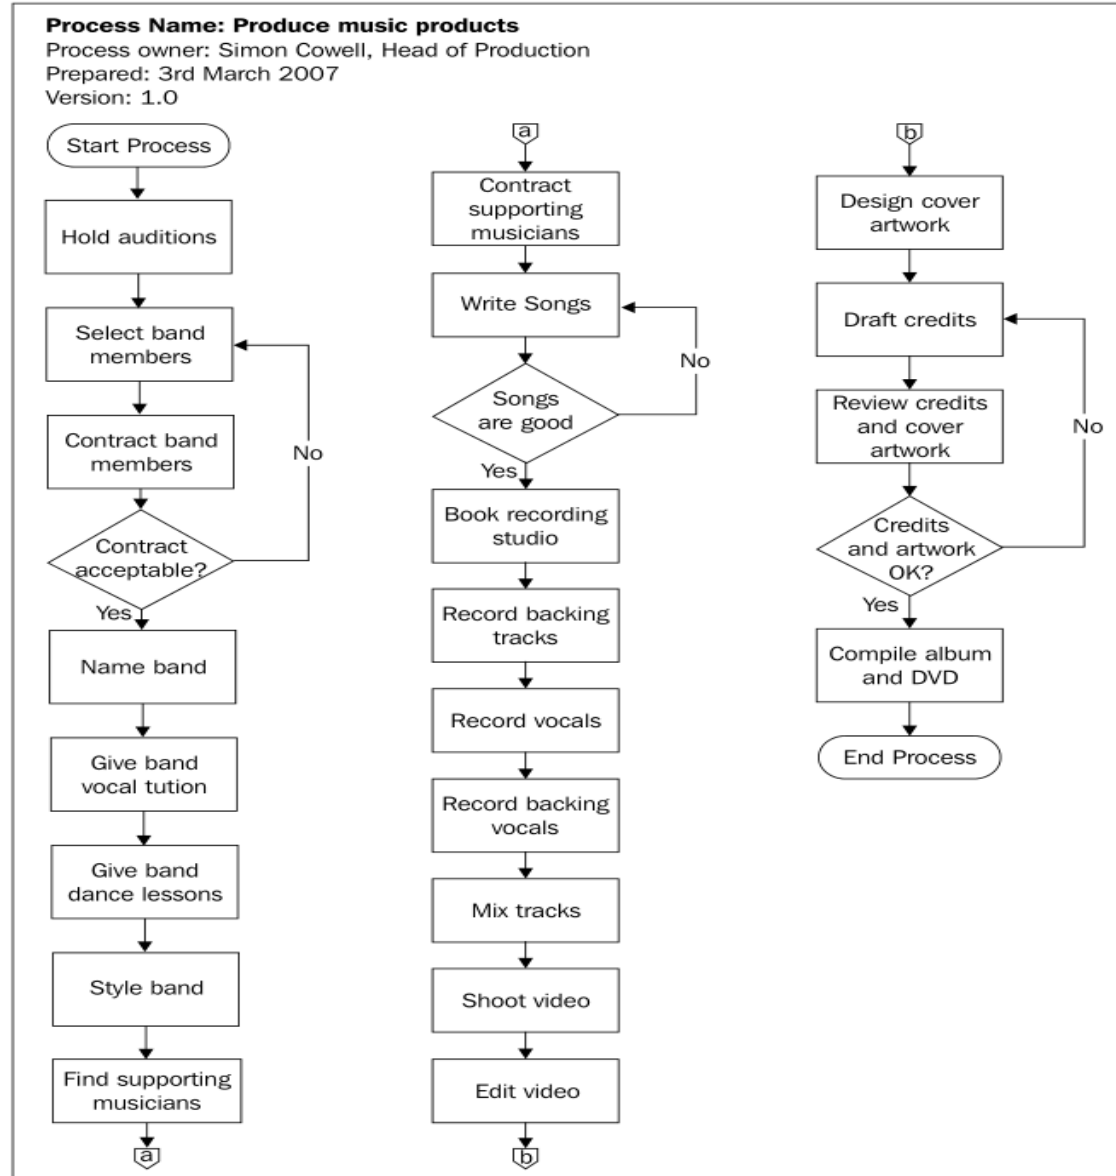 Process Name: Produce music products
Process owner: Simon Cowell, Head of Production
Prepared: 3rd March 2007
Version: 1.0
Start Process
Hold auditions
Select band
members
Contract band
members
No
Contract
acceptable?
Yes
Name band
Give band
vocal tution
Give band
dance lessons
Style band
Find supporting
musicians
a
a
Contract
supporting
musicians
Write Songs
No
Songs
are good
Yes
Book recording
studio
Record backing
tracks
Record vocals
Record backing
vocals
Mix tracks
Shoot video
Edit video
b
b
Design cover
artwork
Draft credits
Review credits
and cover
artwork
No
Credits
and artwork
OK?
Yes
Compile album
and DVD
End Process